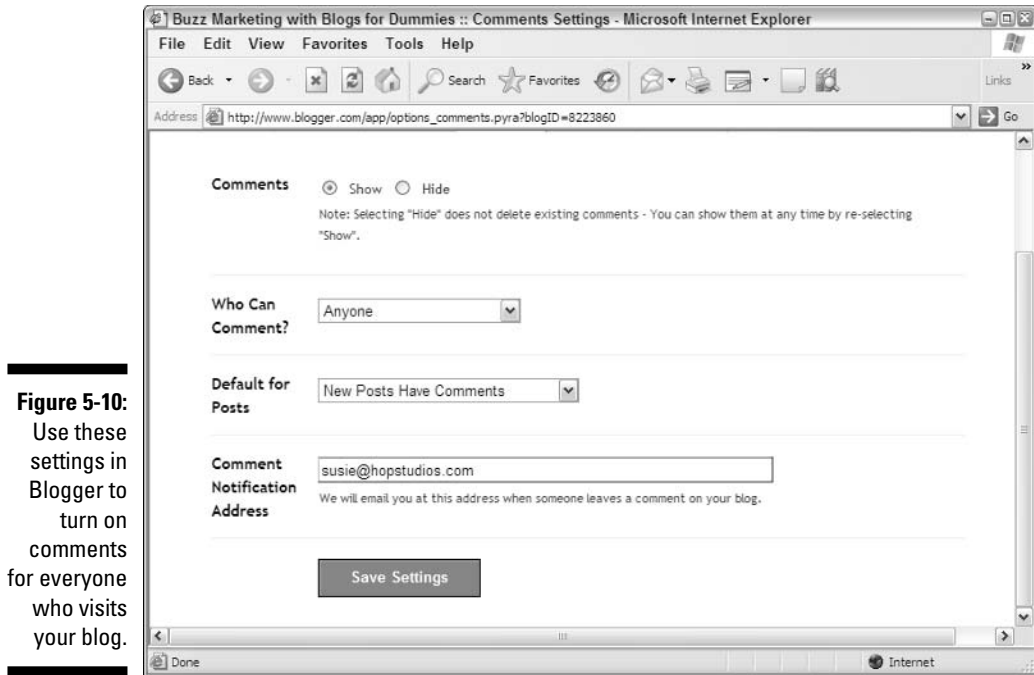 Buzz Marketing with Blogs for Dummies :: Comments Settings - Microsoft Internet Explorer
File Edit View Favorites Tools Help
Back Search Favorites Links »
Address http://www.blogger.com/app/options_comments.pyra?blogID=8223860 Go
Comments Show Hide
Note: Selecting "Hide" does not delete existing comments - You can show them at any time by re-selecting
"Show".
Who Can
Comment?
Anyone
Default for
Posts
New Posts Have Comments
Comment
Notification
Address
susie@hopstudios.com
We will email you at this address when someone leaves a comment on your blog.
Save Settings
Done Internet
Figure 5-10:
Use these
settings in
Blogger to
turn on
comments
for everyone
who visits
your blog.